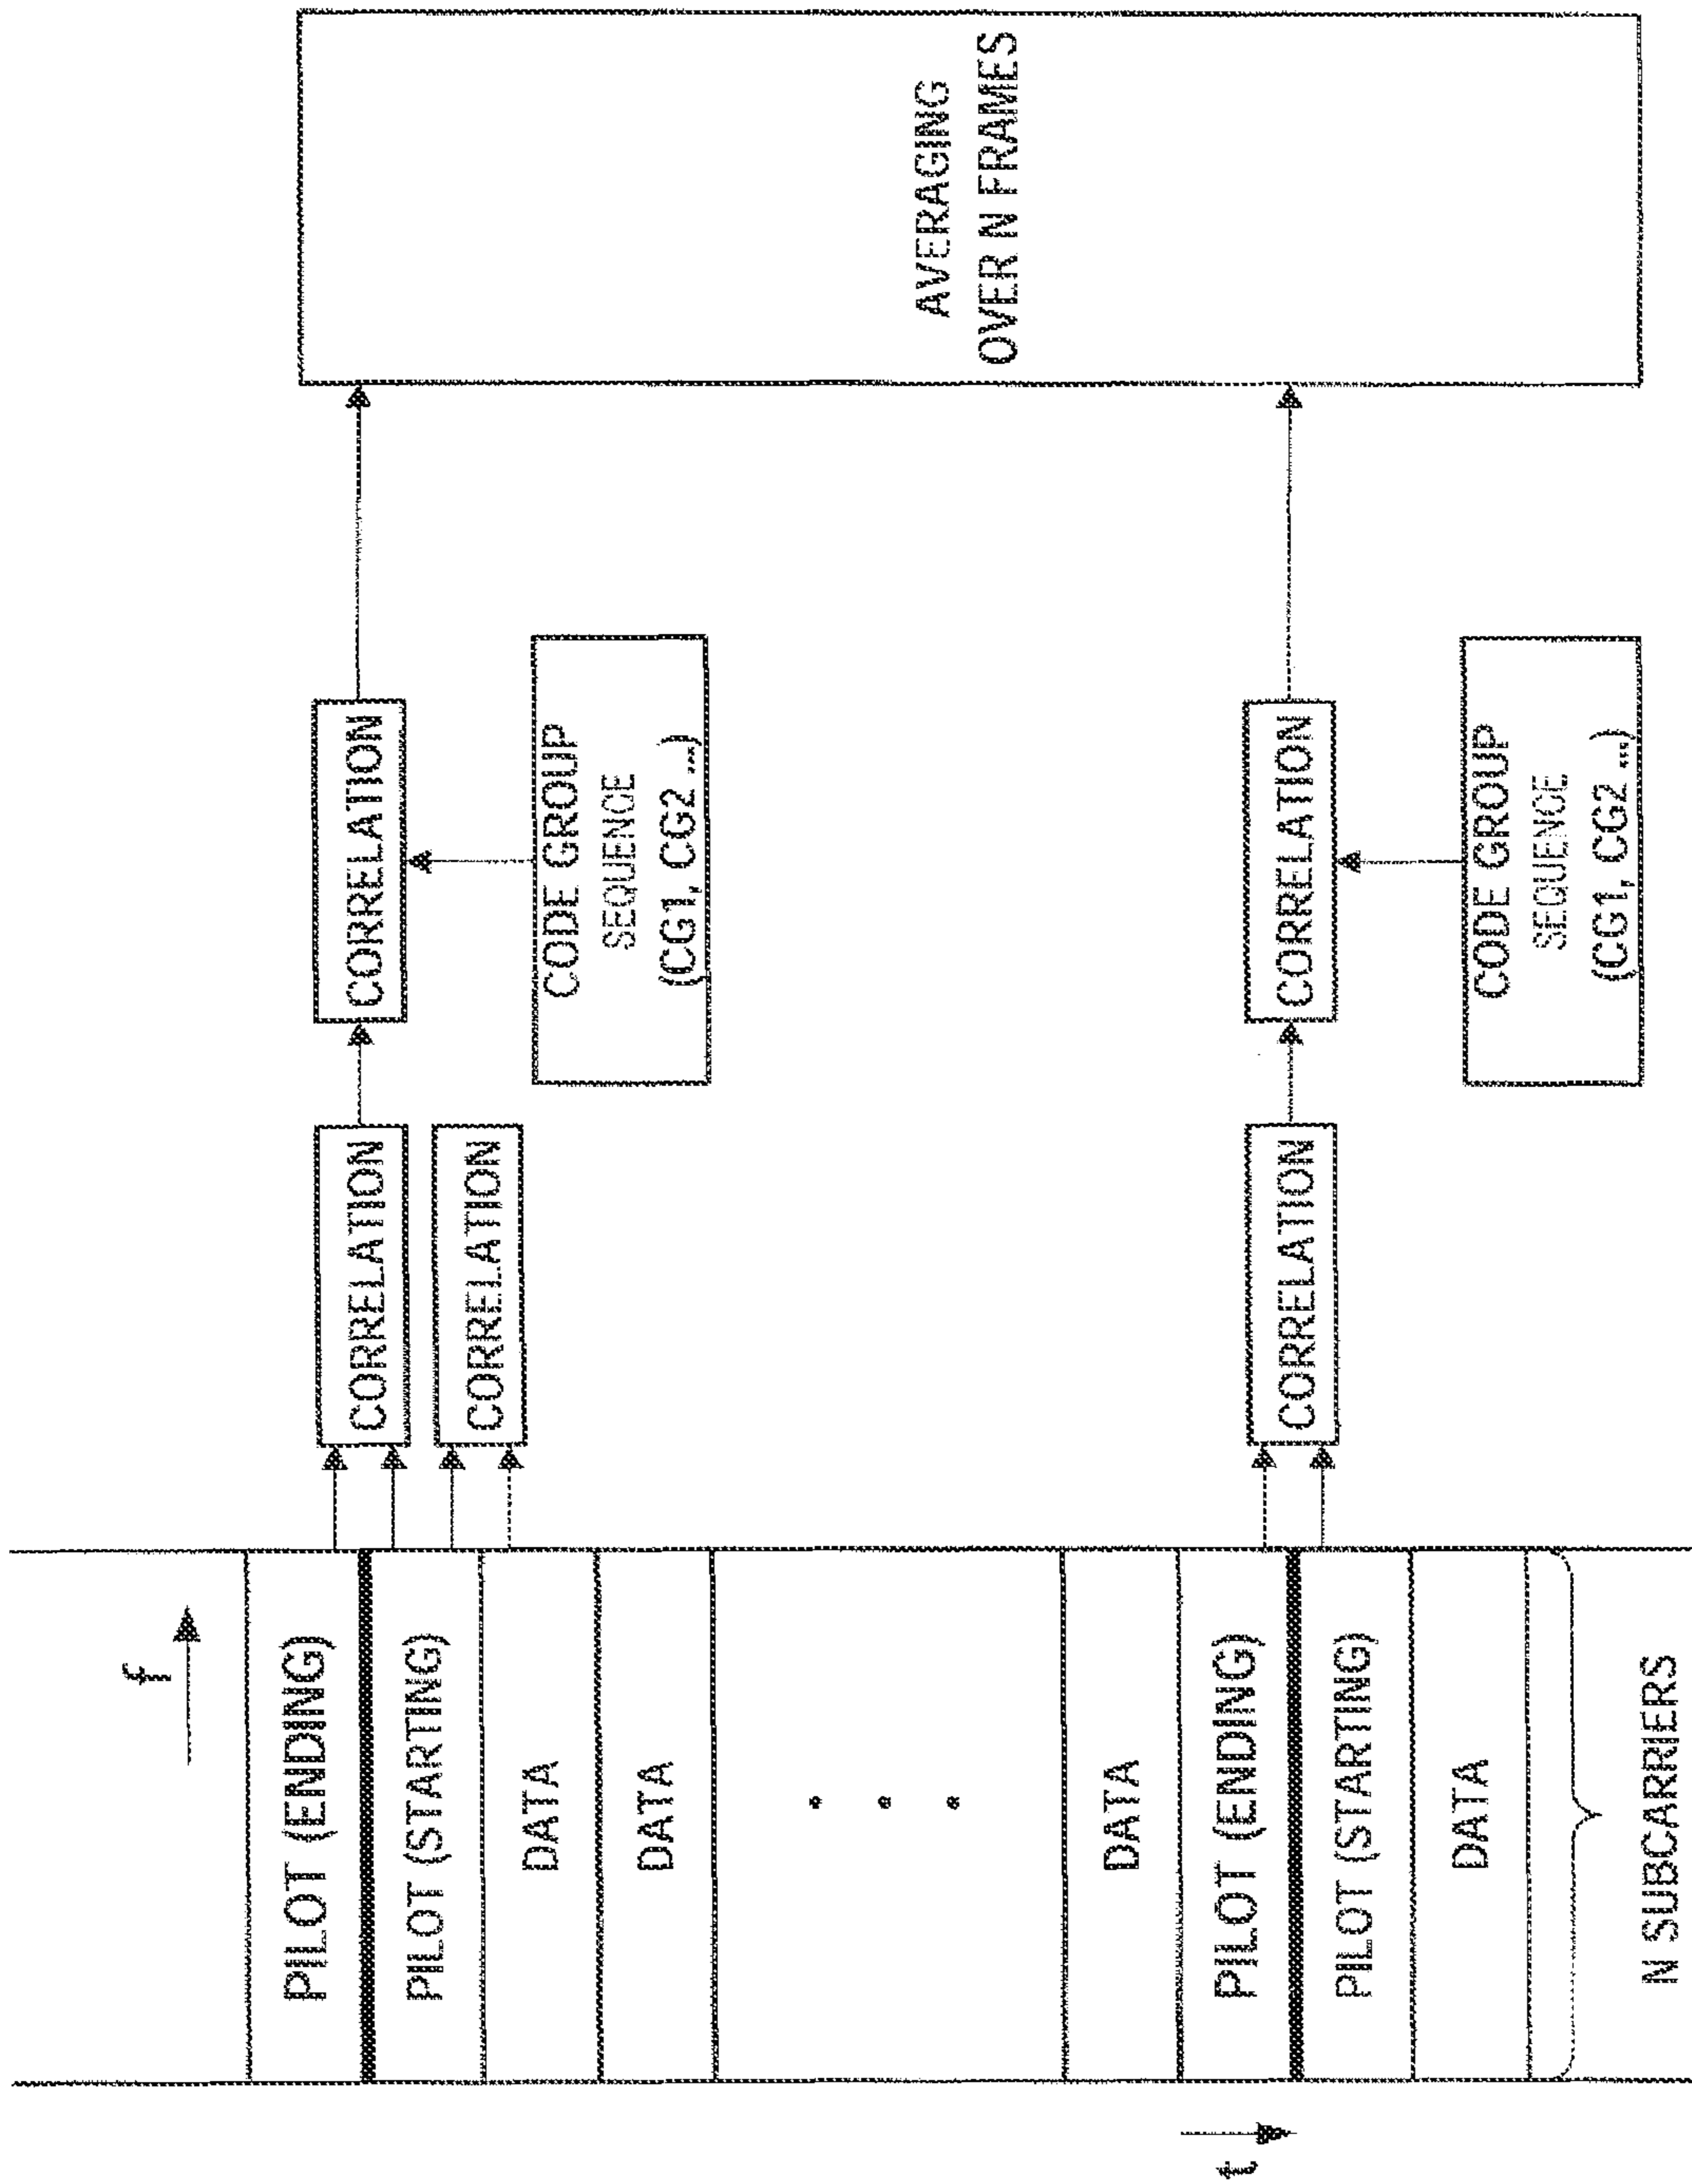 f
t
PILOT (ENDING)
PILOT (STARTING)
DATA
DATA
DATA
PILOT (ENDING)
PILOT (STARTING)
DATA
N SUBCARRIERS
CORRELATION
CORRELATION
CORRELATION
CORRELATION
CODE GROUP
SEQUENCE
(CG1, CG2 ...)
CORRELATION
CODE GROUP
SEQUENCE
(CG1, CG2 ...)
AVERAGING
OVER N FRAMES